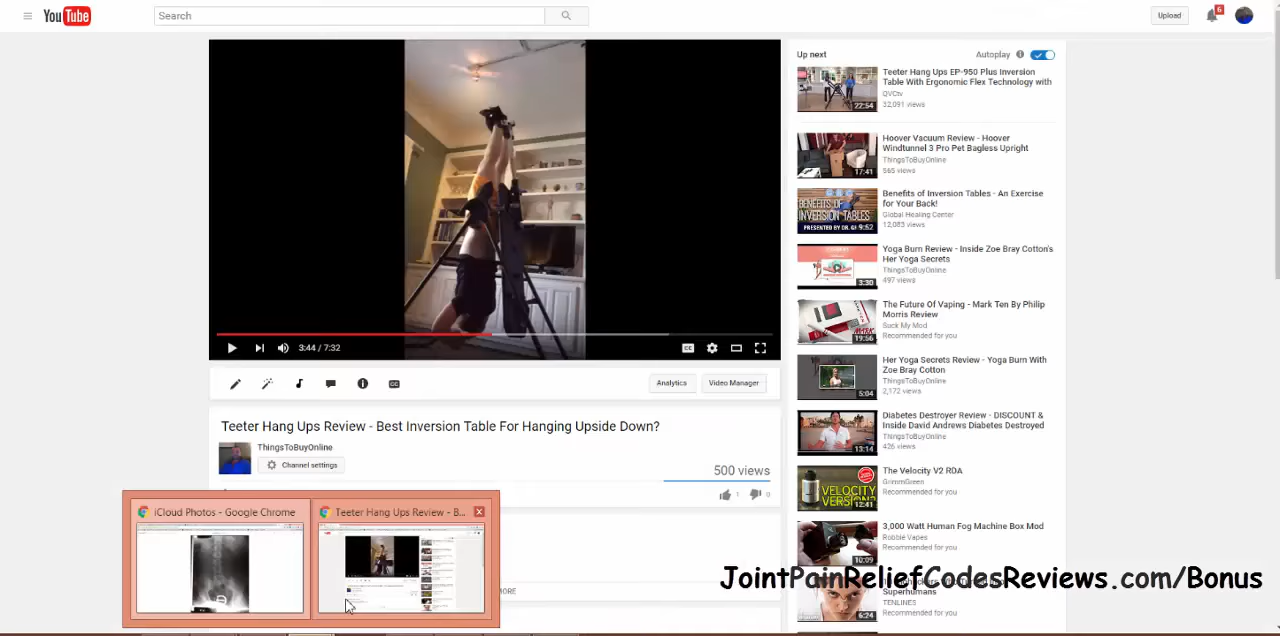 YouTube
Search
Upload
6
Up next
Autoplay
Teeter Hang Ups EP-950 Plus Inversion
Table With Ergonomic Flex Technology with
QVCtv
32,091 views
22:54
Hoover Vacuum Review - Hoover
Windtunnel 3 Pro Pet Bagless Upright
ThingsToBuyOnline
565 views
17:41
Benefits of Inversion Tables - An Exercise
for Your Back!
Global Healing Center
12,083 views
BENEFITS OF
INVERSION TABLES
9:52
Yoga Burn Review - Inside Zoe Bray Cotton's
Her Yoga Secrets
ThingsToBuyOnline
497 views
3:30
The Future Of Vaping - Mark Ten By Philip
Morris Review
Suck My Mod
Recommended for you
19:56
Her Yoga Secrets Review - Yoga Burn With
Zoe Bray Cotton
ThingsToBuyOnline
2,172 views
5:04
Diabetes Destroyer Review - DISCOUNT &
Inside David Andrews Diabetes Destroyed
ThingsToBuyOnline
426 views
13:14
The Velocity V2 RDA
GrimmGreen
Recommended for you
VELOCITY
VERSION2
12:41
3,000 Watt Human Fog Machine Box Mod
Robbie Vapes
Recommended for you
10:09
Superhumans
TENLINES
Recommended for you
6:24
3:44 / 7:32
CC
Analytics
Video Manager
Teeter Hang Ups Review - Best Inversion Table For Hanging Upside Down?
ThingsToBuyOnline
Channel settings
500 views
1
0
iCloud Photos - Google Chrome
Teeter Hang Ups Review - B...
MORE
JointPainReliefCodesReviews.com/Bonus